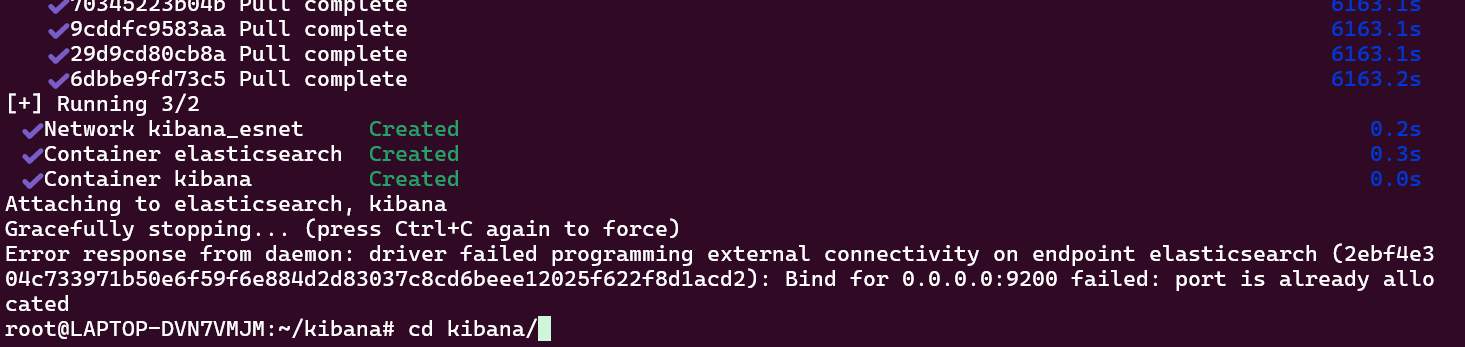 70345223b04b Pull complete 6163.1s
✔9cddfc9583aa Pull complete 6163.1s
✔29d9cd80cb8a Pull complete 6163.1s
✔6dbbe9fd73c5 Pull complete 6163.2s
[+] Running 3/2
✔Network kibana_esnet Created 0.2s
✔Container elasticsearch Created 0.3s
✔Container kibana Created 0.0s
Attaching to elasticsearch, kibana
Gracefully stopping... (press Ctrl+C again to force)
Error response from daemon: driver failed programming external connectivity on endpoint elasticsearch (2ebf4e3
04c733971b50e6f59f6e884d2d83037c8cd6beee12025f622f8d1acd2): Bind for 0.0.0.0:9200 failed: port is already allo
cated
root@LAPTOP-DVN7VMJM:~/kibana# cd kibana/